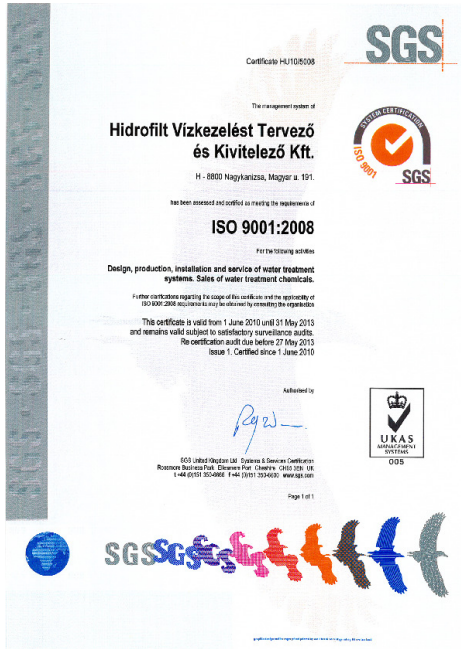 SGS
Certificate HU10/5008
The management system of
Hidrofilt Vízkezelést Tervező
és Kivitelező Kft.
H - 8800 Nagykanizsa, Magyar u. 191.
SYSTEM CERTIFICATION
ISO 9001
SGS
has been assessed and certified as meeting the requirements of
ISO 9001:2008
For the following activities
Design, production, installation and service of water treatment
systems. Sales of water treatment chemicals.
Further clarifications regarding the scope of this certificate and the applicability of
ISO 9001:2008 requirements may be obtained by consulting the organisation
This certificate is valid from 1 June 2010 until 31 May 2013
and remains valid subject to satisfactory surveillance audits.
Re certification audit due before 27 May 2013
Issue 1. Certified since 1 June 2010
Authorised by
UKAS
MANAGEMENT
SYSTEMS
005
SGS United Kingdom Ltd Systems & Services Certification
Rossmore Business Park Ellesmere Port Cheshire CH65 3EN UK
t +44 (0)151 350-6666 f +44 (0)151 350-6600 www.sgs.com
Page 1 of 1
SGSSGS